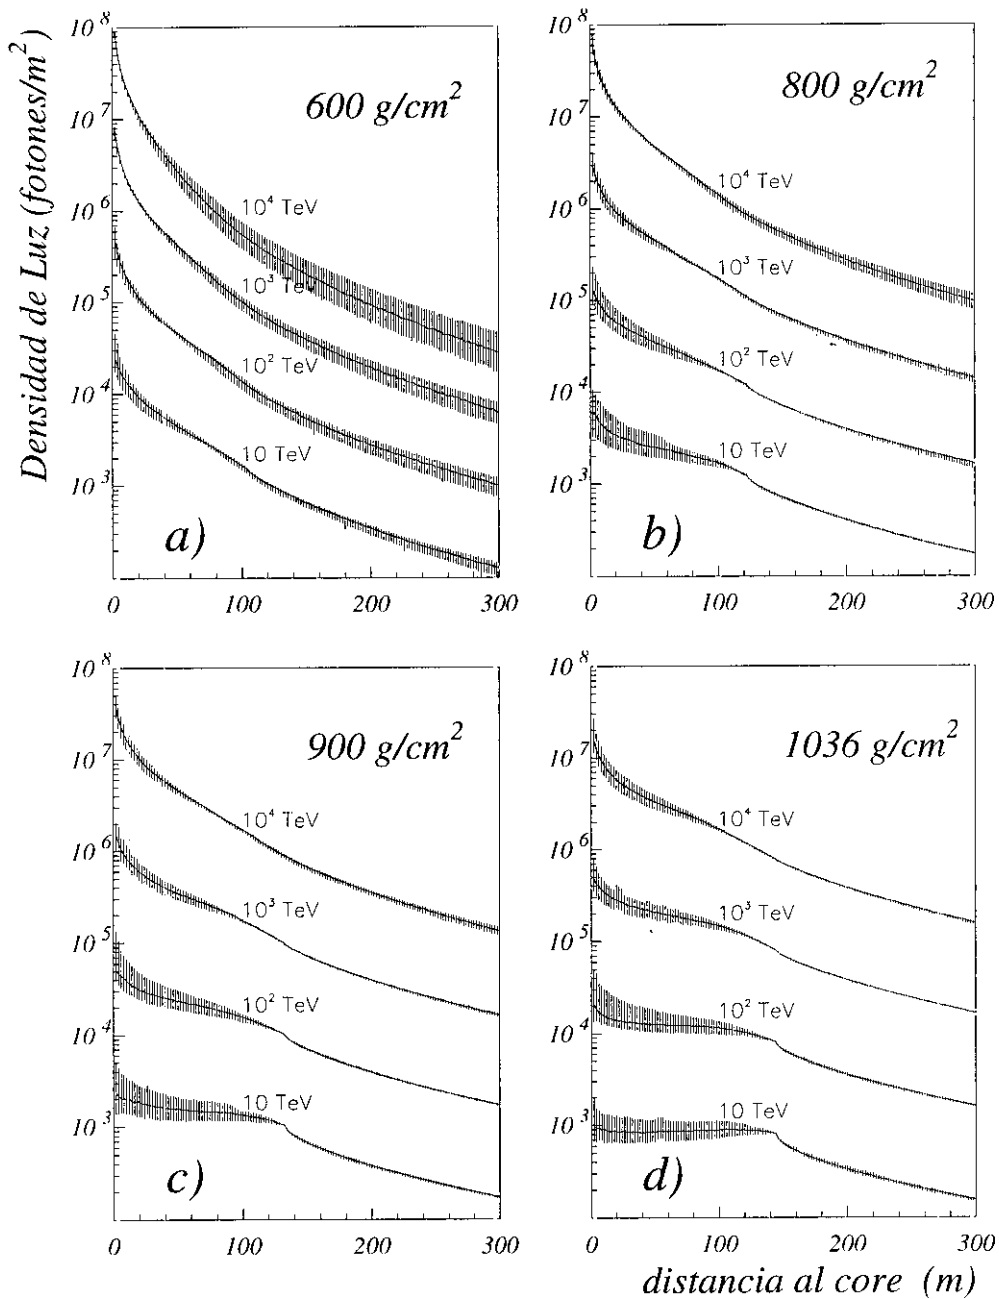 Densidad de Luz (fotones/m²)
10⁸
10⁷
10⁶
10⁵
10⁴
10³
600 g/cm²
10⁴ TeV
10³ TeV
10² TeV
10 TeV
a)
0 100 200 300
10⁸
10⁷
10⁶
10⁵
10⁴
10³
800 g/cm²
10⁴ TeV
10³ TeV
10² TeV
10 TeV
b)
0 100 200 300
10⁸
10⁷
10⁶
10⁵
10⁴
10³
900 g/cm²
10⁴ TeV
10³ TeV
10² TeV
10 TeV
c)
0 100 200 300
10⁸
10⁷
10⁶
10⁵
10⁴
10³
1036 g/cm²
10⁴ TeV
10³ TeV
10² TeV
10 TeV
d)
0 100 200 300
distancia al core (m)